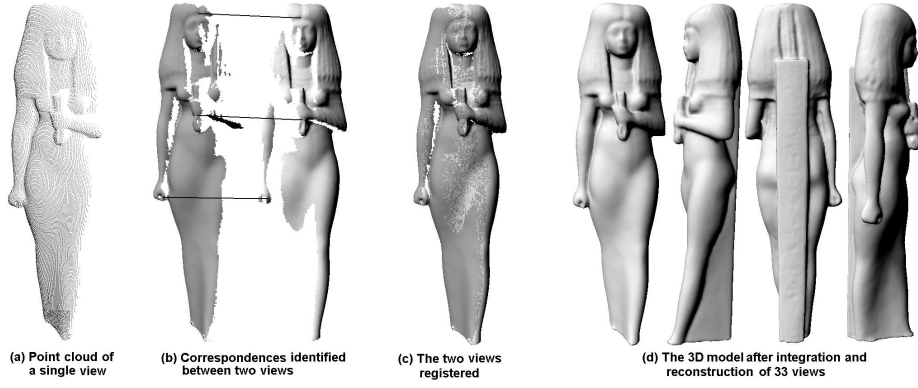 (a) Point cloud of
a single view
(b) Correspondences identified
between two views
(c) The two views
registered
(d) The 3D model after integration and
reconstruction of 33 views